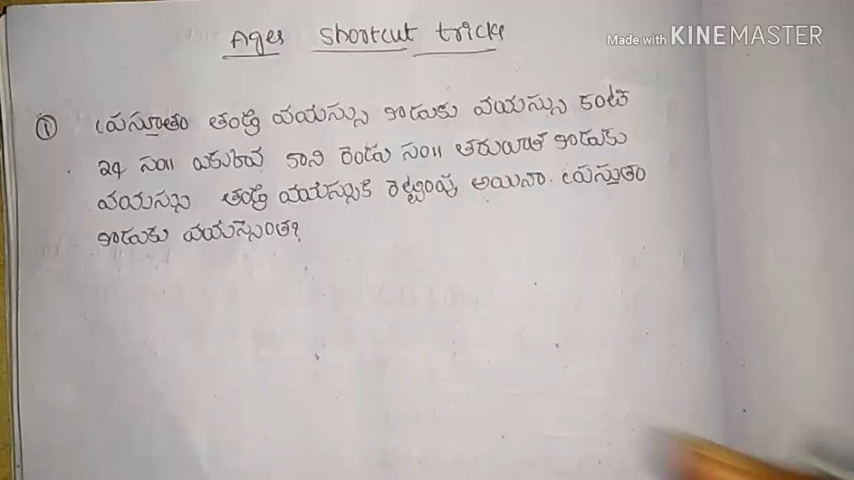 Ages shortcut tricks
Made with KINEMASTER
① ప్రస్తుతం తండ్రి వయస్సు కొడుకు వయస్సు కంటే
24 సం॥ ఎక్కువ కాని రెండు సం॥ తరువాత కొడుకు
వయస్సు తండ్రి వయస్సుకి రెట్టింపు అయినా. ప్రస్తుతం
కొడుకు వయస్సెంత?